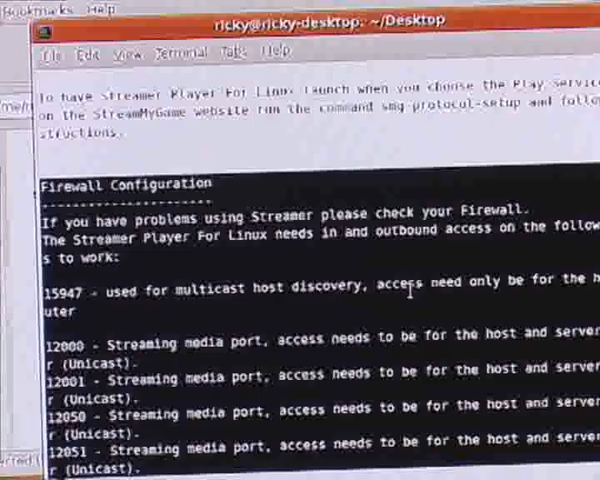 Bookmarks Help
ricky@ricky-desktop: ~/Desktop
File Edit View Terminal Tabs Help
To have Streamer Player For Linux launch when you choose the Play service
on the StreamMyGame website run the command smg-protocol-setup and follo
structions.
Firewall Configuration
-----------------------
If you have problems using Streamer please check your Firewall.
The Streamer Player For Linux needs in and outbound access on the follow
s to work:
15947 - used for multicast host discovery, access need only be for the h
uter
12000 - Streaming media port, access needs to be for the host and server
r (Unicast).
12001 - Streaming media port, access needs to be for the host and server
r (Unicast).
12050 - Streaming media port, access needs to be for the host and server
r (Unicast).
12051 - Streaming media port, access needs to be for the host and server
r (Unicast).